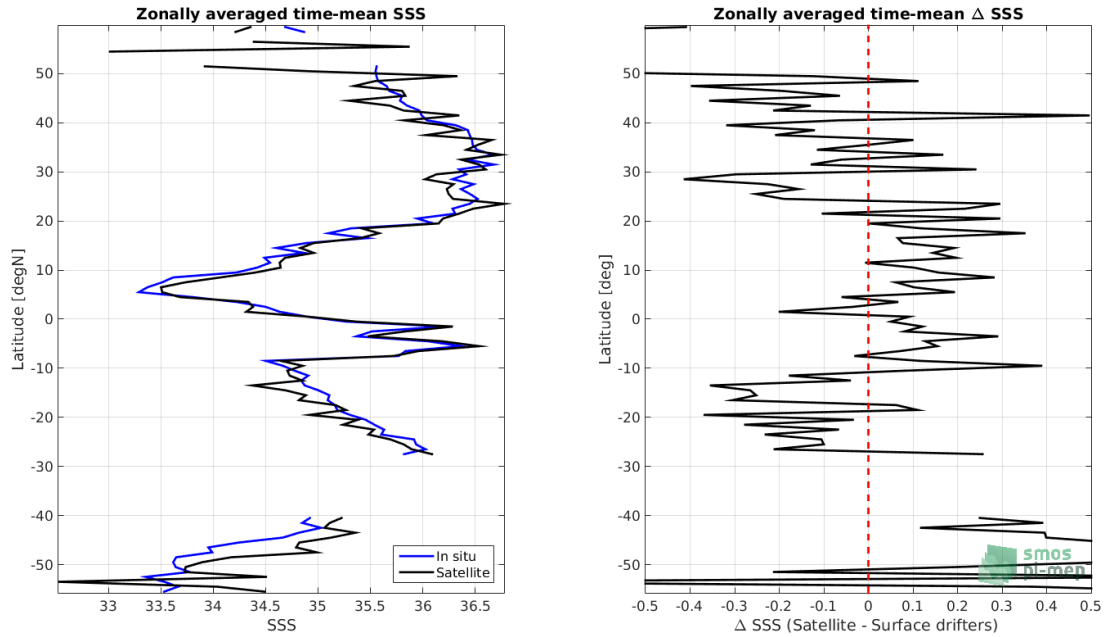 Zonally averaged time-mean SSS
Latitude [degN]
50
40
30
20
10
0
-10
-20
-30
-40
-50
33 33.5 34 34.5 35 35.5 36 36.5
SSS
In situ
Satellite
Zonally averaged time-mean Δ SSS
Latitude [deg]
50
40
30
20
10
0
-10
-20
-30
-40
-50
-0.5 -0.4 -0.3 -0.2 -0.1 0 0.1 0.2 0.3 0.4 0.5
Δ SSS (Satellite - Surface drifters)
smos
pi-mep